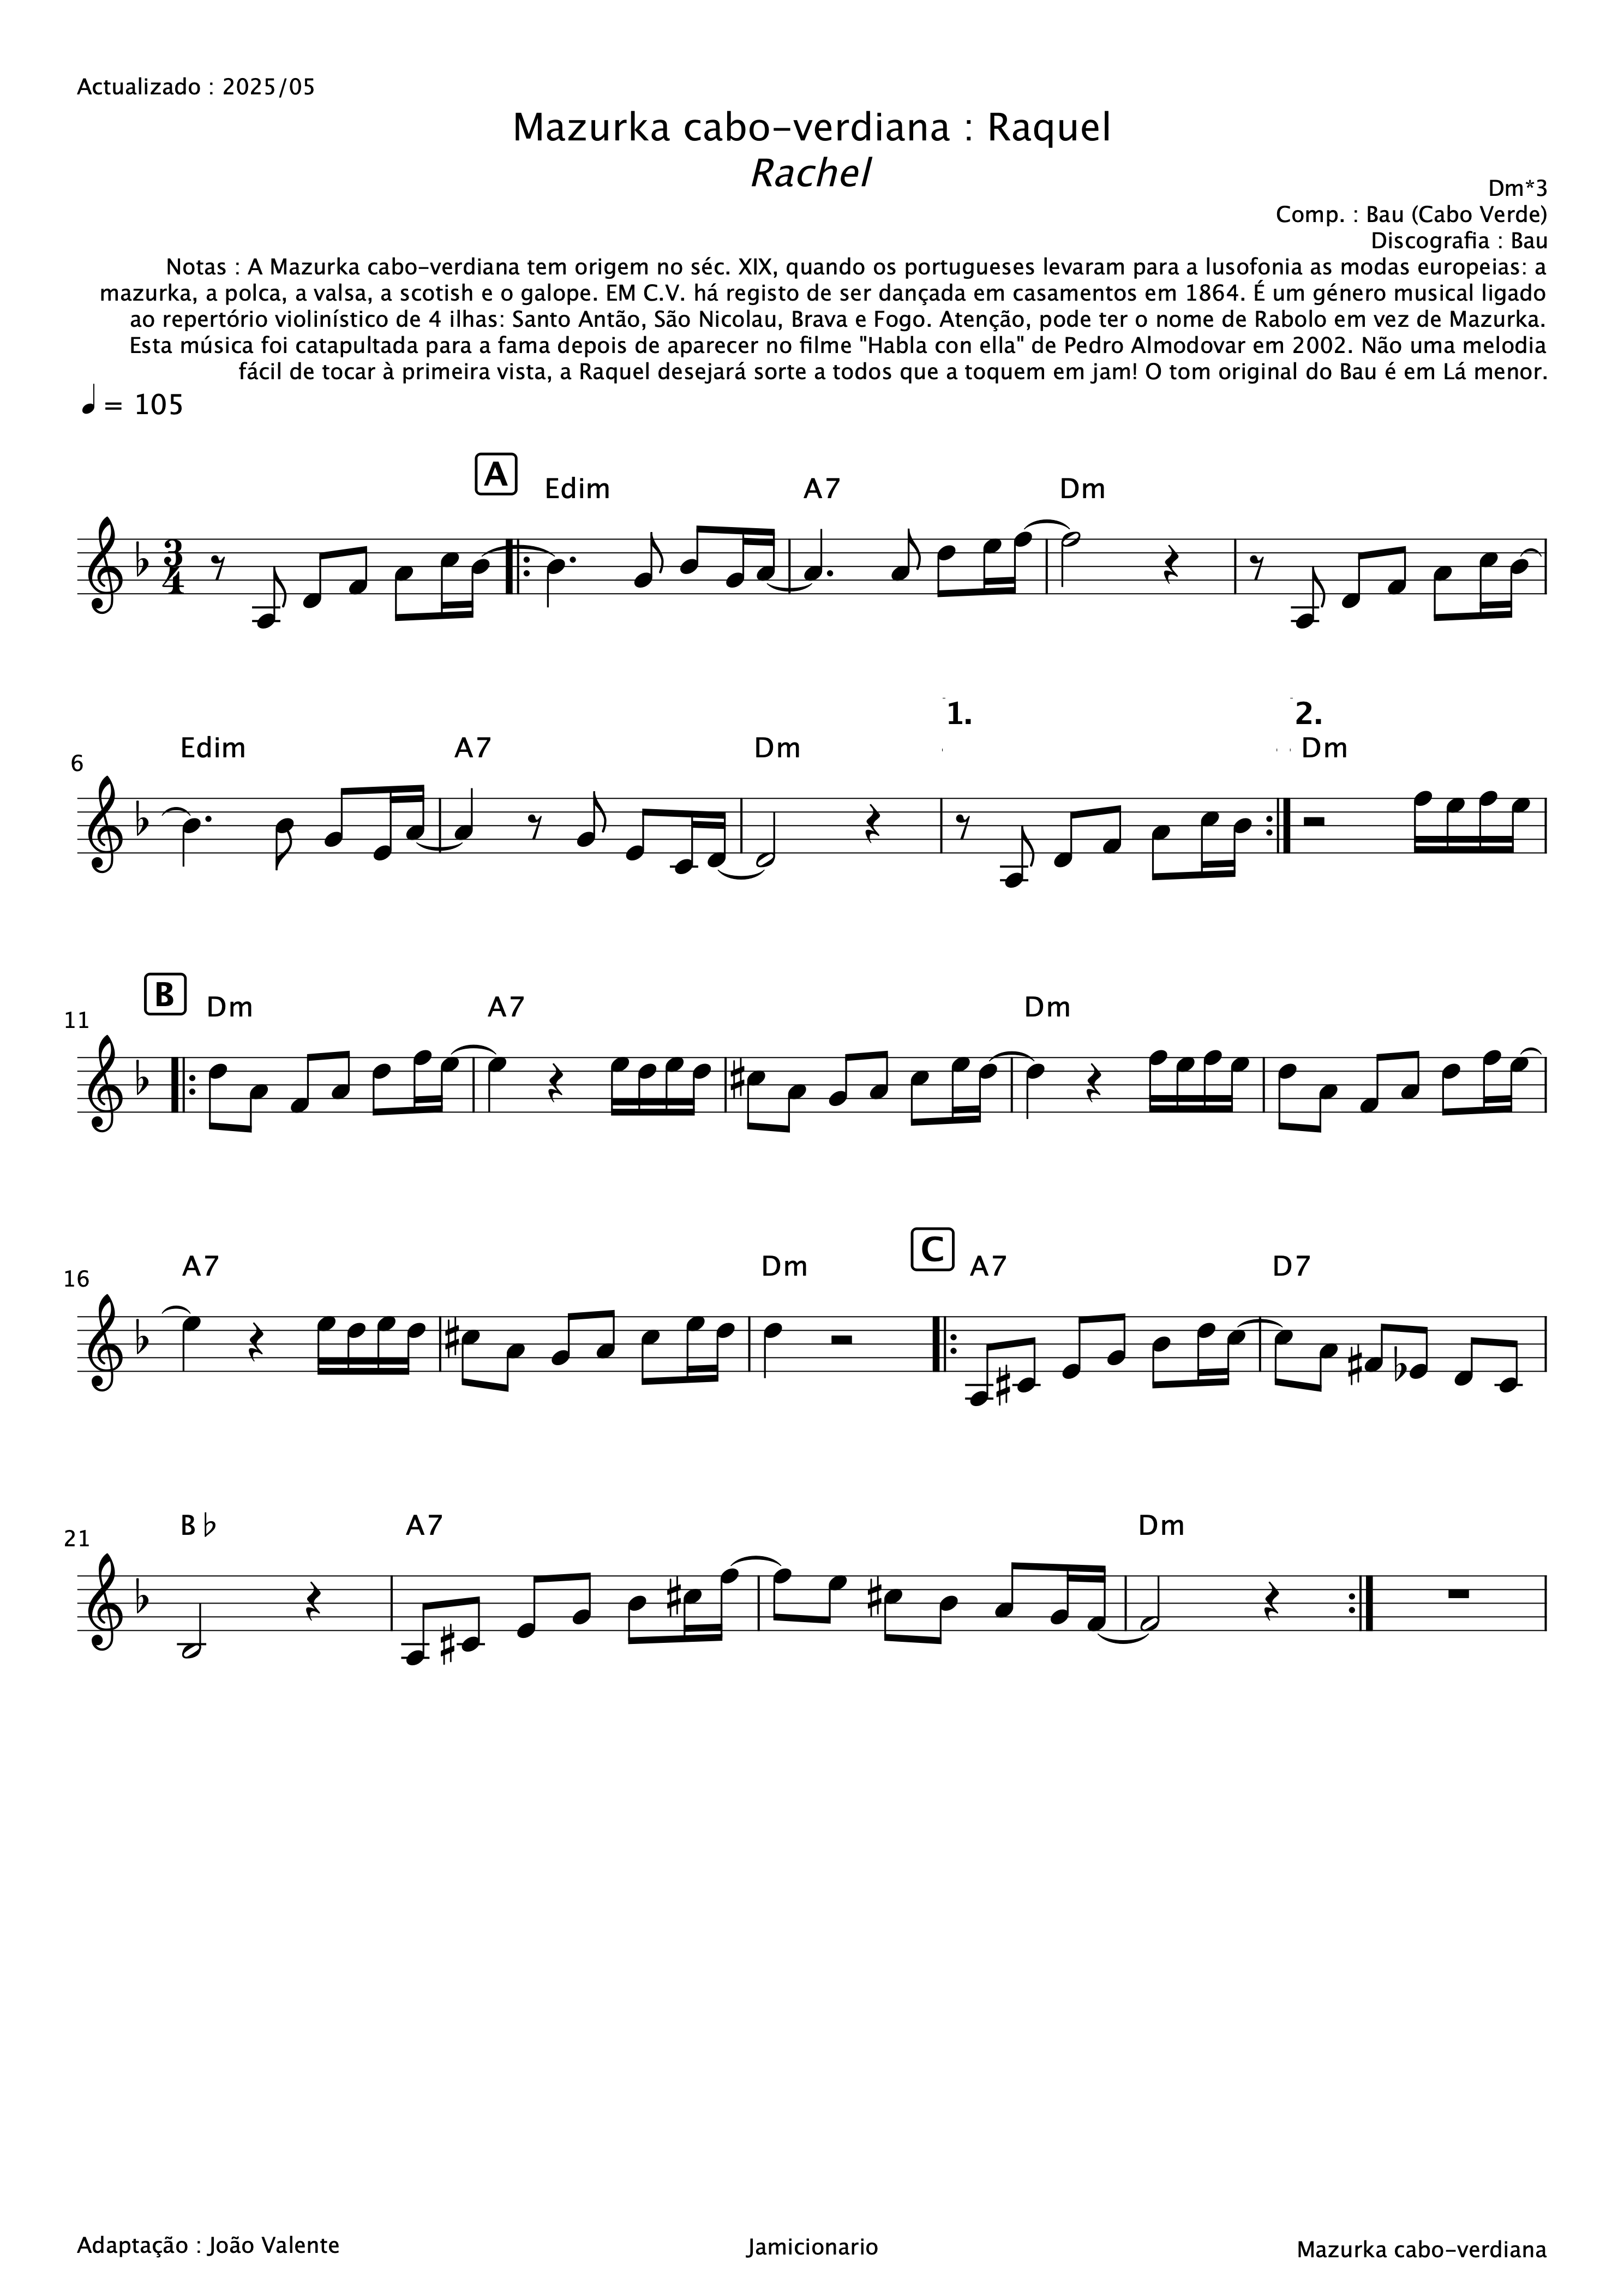 Actualizado : 2025/05
Mazurka cabo-verdiana : Raquel
Rachel
Dm*3
Comp. : Bau (Cabo Verde)
Discografia : Bau
Notas : A Mazurka cabo-verdiana tem origem no séc. XIX, quando os portugueses levaram para a lusofonia as modas europeias: a
mazurka, a polca, a valsa, a scotish e o galope. EM C.V. há registo de ser dançada em casamentos em 1864. É um género musical ligado
ao repertório violinístico de 4 ilhas: Santo Antão, São Nicolau, Brava e Fogo. Atenção, pode ter o nome de Rabolo em vez de Mazurka.
Esta música foi catapultada para a fama depois de aparecer no filme "Habla con ella" de Pedro Almodovar em 2002. Não uma melodia
fácil de tocar à primeira vista, a Raquel desejará sorte a todos que a toquem em jam! O tom original do Bau é em Lá menor.
♩ = 105
A Edim A7 Dm
3
4
1. 2.
Edim A7 Dm Dm
6
B Dm A7 Dm
11
C
A7 Dm A7 D7
16
B♭ A7 Dm
21
Adaptação : João Valente Jamicionario Mazurka cabo-verdiana